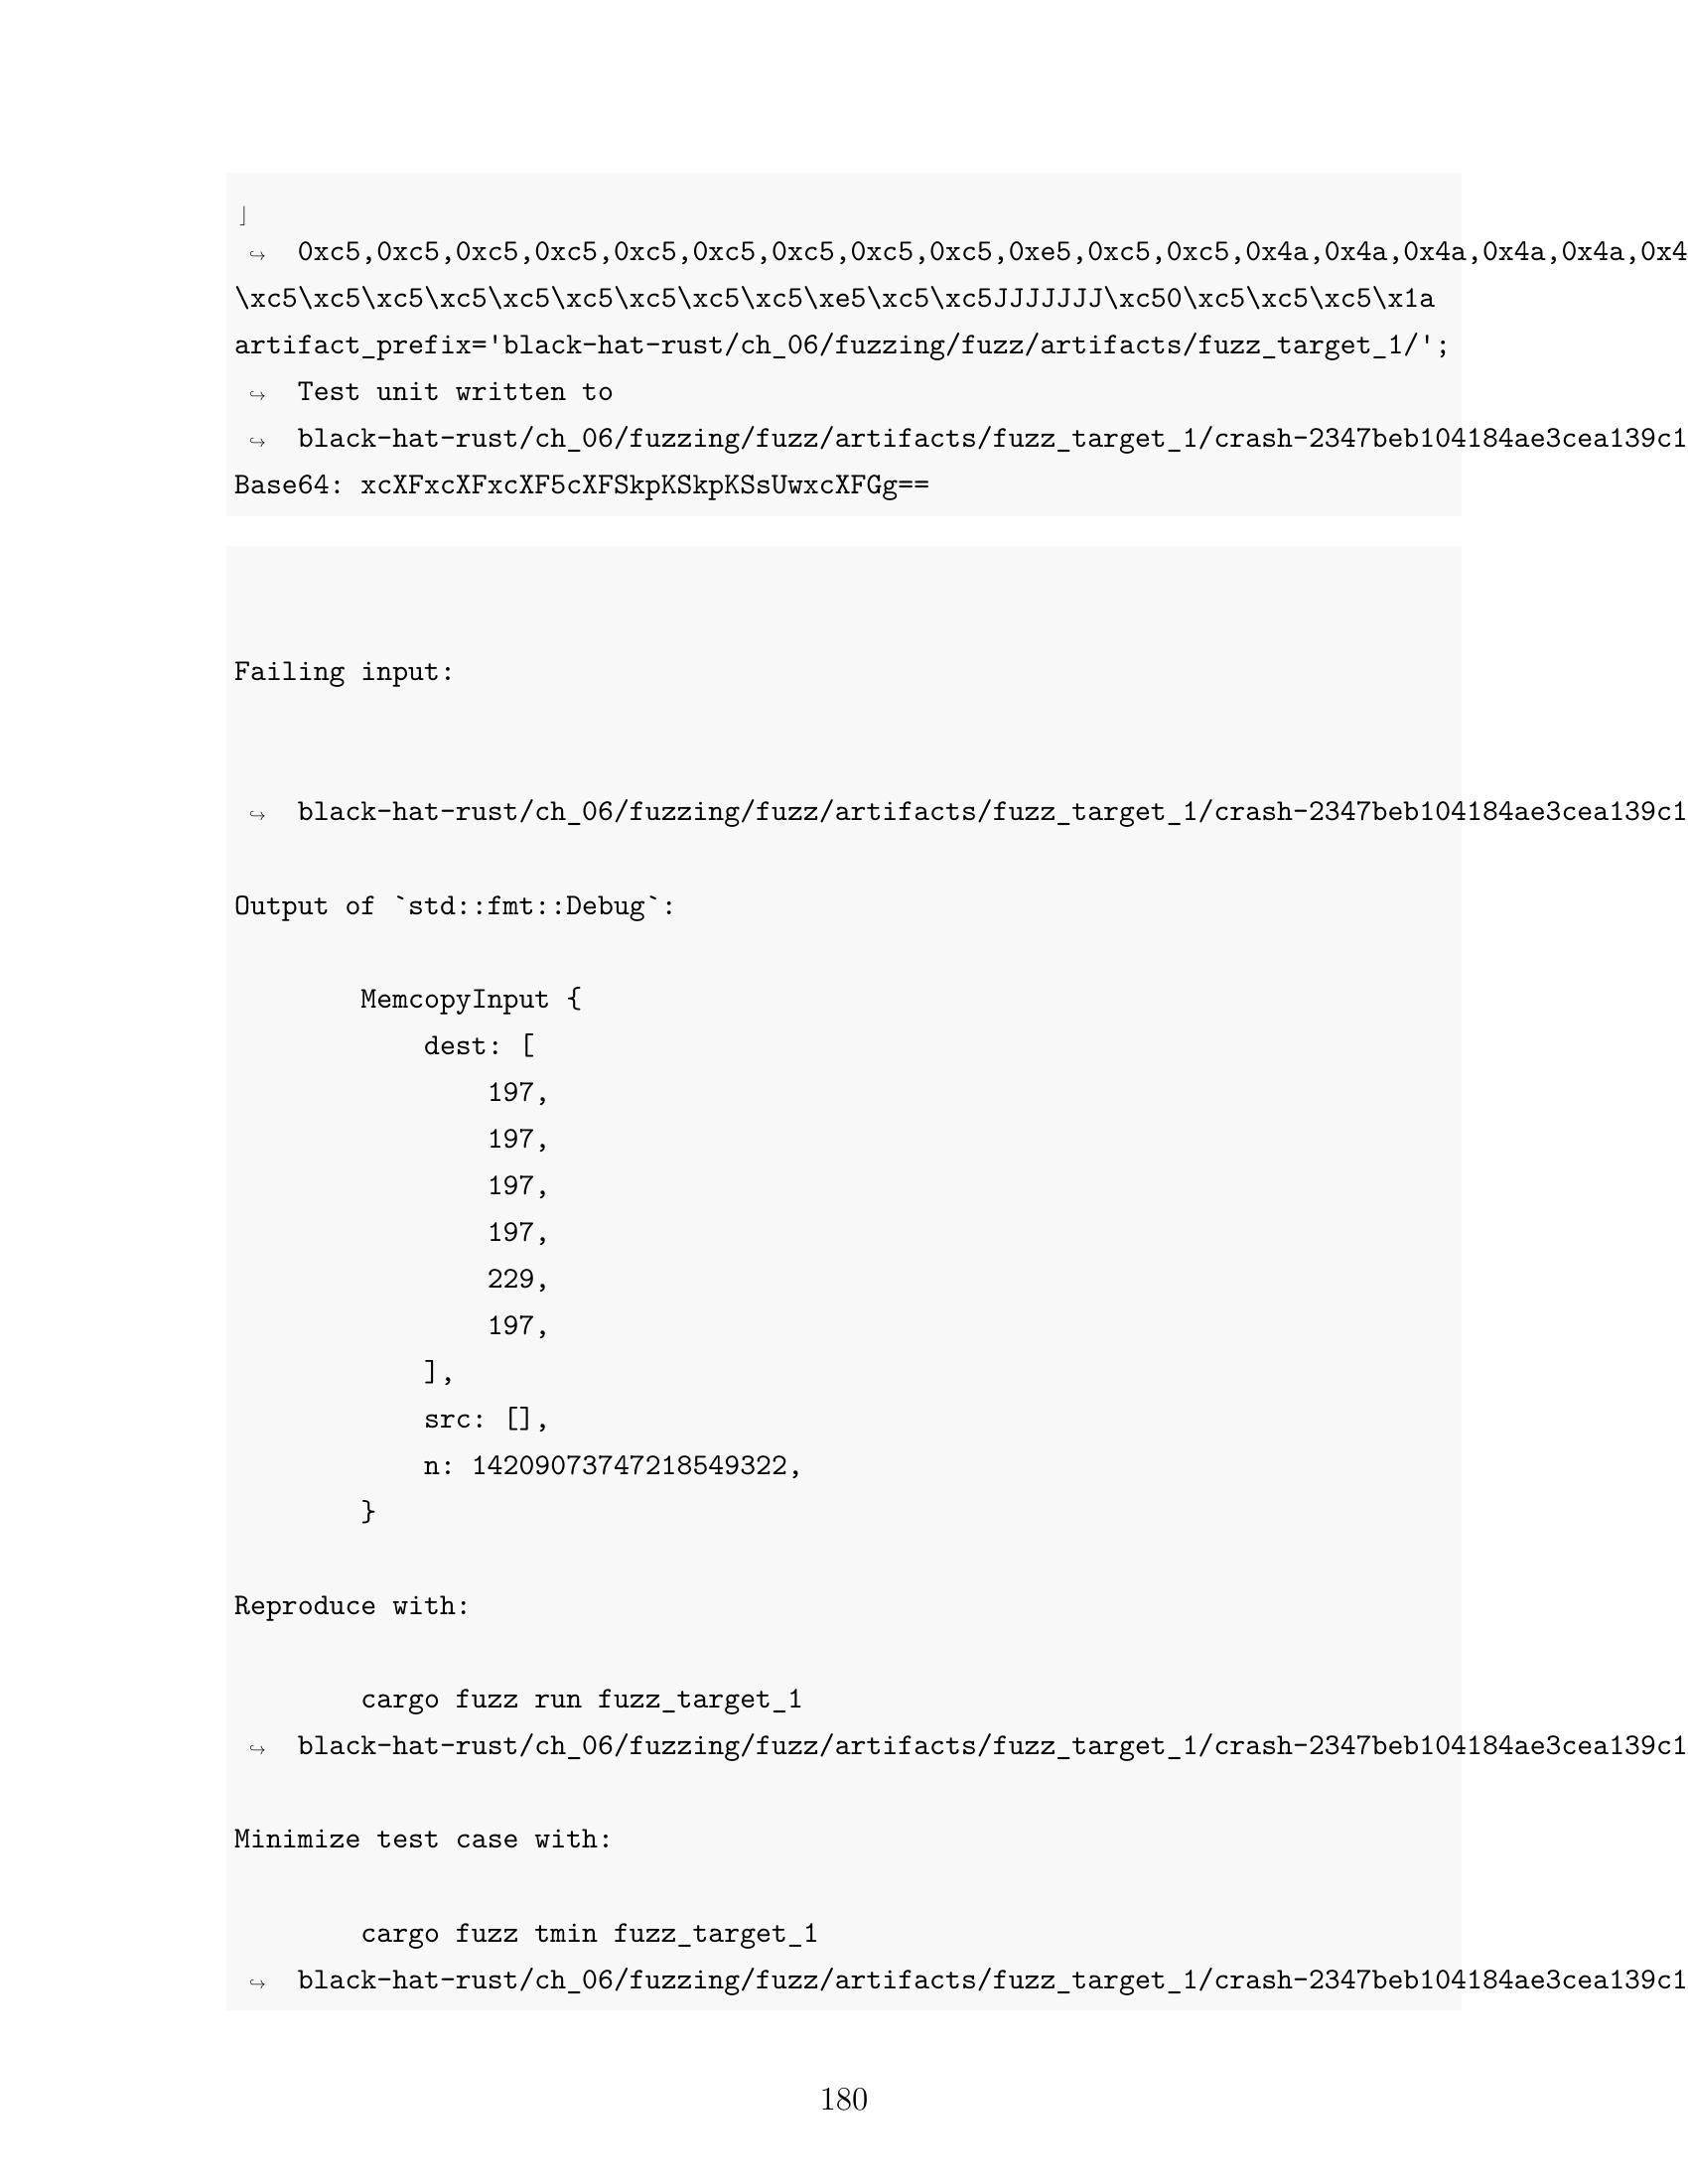 ⌋
↪ 0xc5,0xc5,0xc5,0xc5,0xc5,0xc5,0xc5,0xc5,0xc5,0xe5,0xc5,0xc5,0x4a,0x4a,0x4a,0x4a,0x4a,0x4
\xc5\xc5\xc5\xc5\xc5\xc5\xc5\xc5\xc5\xe5\xc5\xc5JJJJJJJ\xc50\xc5\xc5\xc5\x1a
artifact_prefix='black-hat-rust/ch_06/fuzzing/fuzz/artifacts/fuzz_target_1/';
↪ Test unit written to
↪ black-hat-rust/ch_06/fuzzing/fuzz/artifacts/fuzz_target_1/crash-2347beb104184ae3cea139c1
Base64: xcXFxcXFxcXF5cXFSkpKSkpKSsUwxcXFGg==
Failing input:
↪ black-hat-rust/ch_06/fuzzing/fuzz/artifacts/fuzz_target_1/crash-2347beb104184ae3cea139c1
Output of `std::fmt::Debug`:
MemcopyInput {
dest: [
197,
197,
197,
197,
229,
197,
],
src: [],
n: 14209073747218549322,
}
Reproduce with:
cargo fuzz run fuzz_target_1
↪ black-hat-rust/ch_06/fuzzing/fuzz/artifacts/fuzz_target_1/crash-2347beb104184ae3cea139c1
Minimize test case with:
cargo fuzz tmin fuzz_target_1
↪ black-hat-rust/ch_06/fuzzing/fuzz/artifacts/fuzz_target_1/crash-2347beb104184ae3cea139c1
180